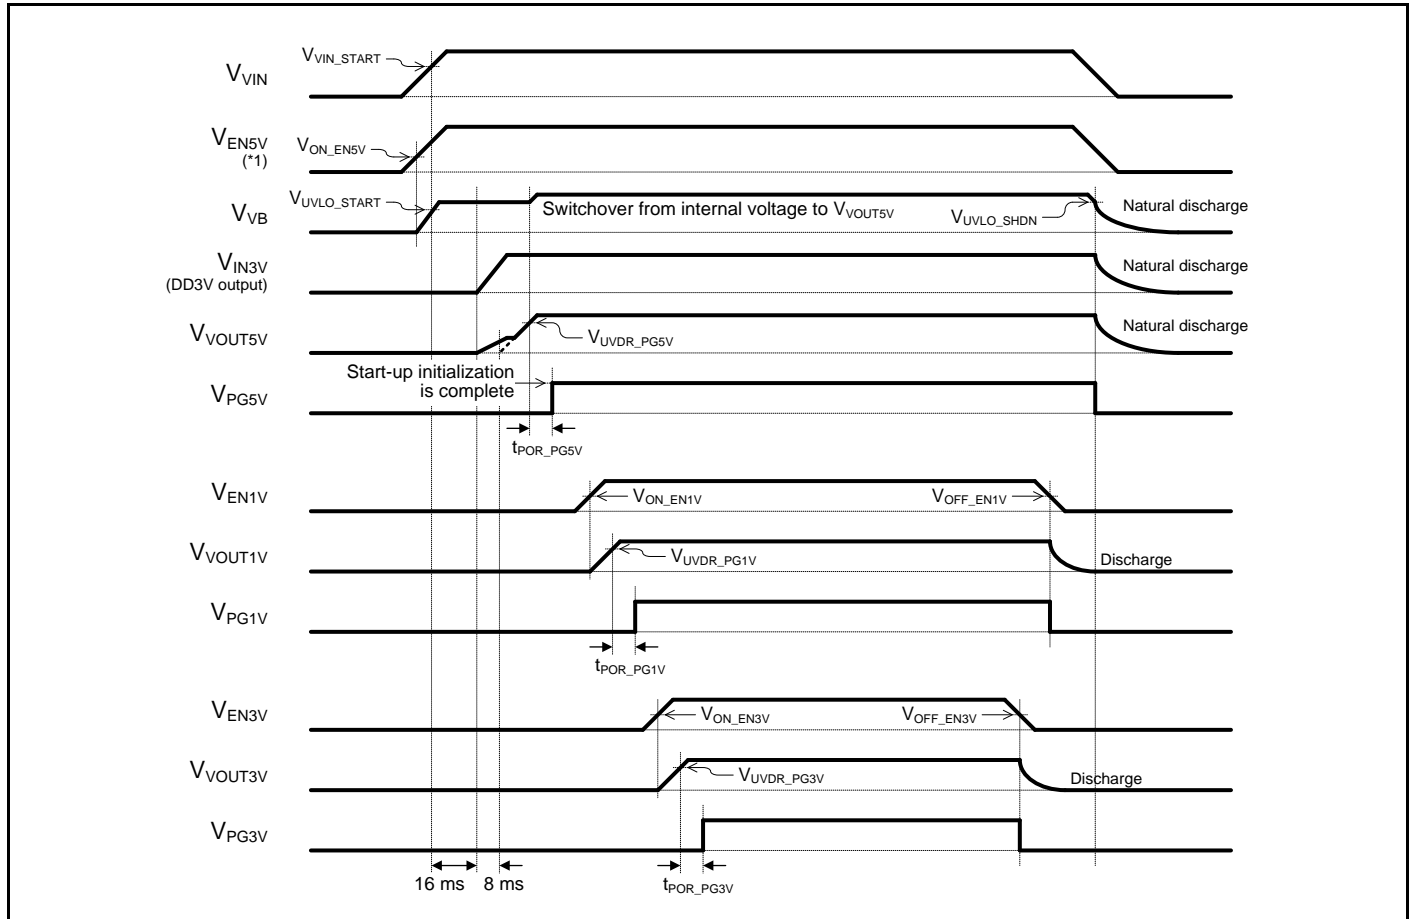 VVIN
VVIN_START
VEN5V
(*1)
VON_EN5V
VVB
VUVLO_START
Switchover from internal voltage to VVOUT5V
VUVLO_SHDN
Natural discharge
VIN3V
(DD3V output)
Natural discharge
VVOUT5V
VUVDR_PG5V
Natural discharge
Start-up initialization
is complete
VPG5V
tPOR_PG5V
VEN1V
VON_EN1V
VOFF_EN1V
VVOUT1V
VUVDR_PG1V
Discharge
VPG1V
tPOR_PG1V
VEN3V
VON_EN3V
VOFF_EN3V
VVOUT3V
VUVDR_PG3V
Discharge
VPG3V
16 ms
8 ms
tPOR_PG3V